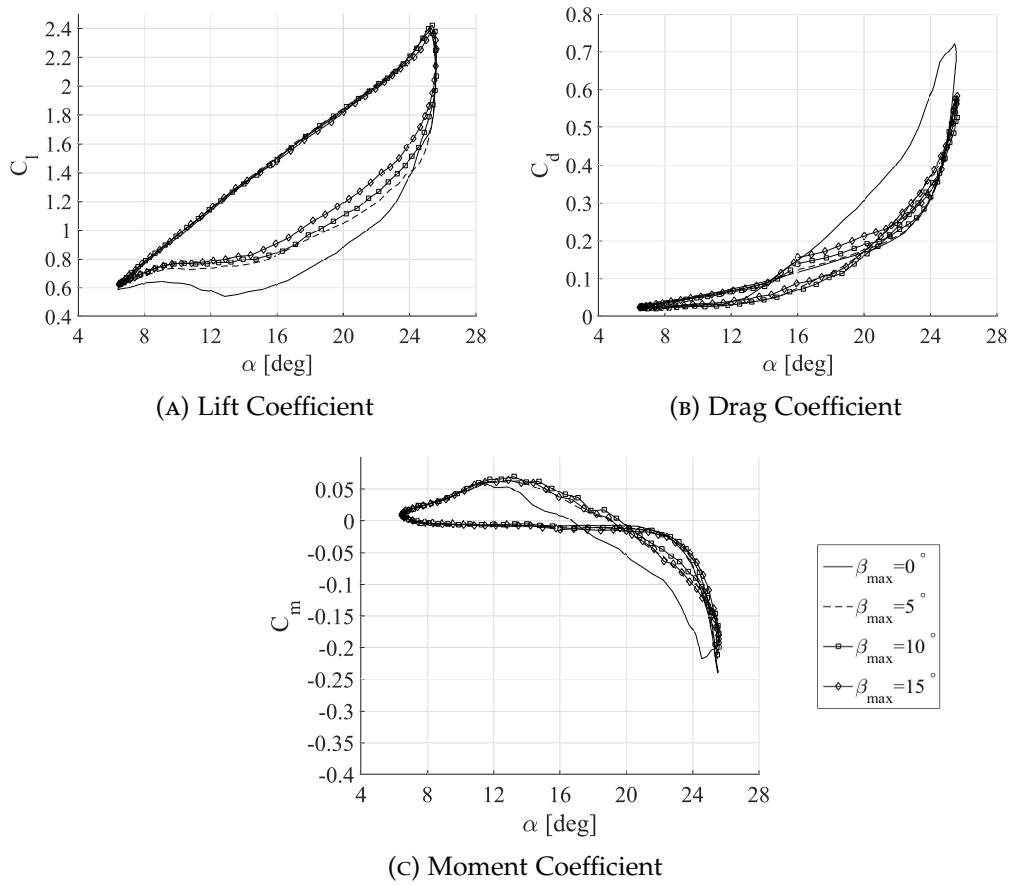 2.4
2.2
2
1.8
1.6
1.4
1.2
1
0.8
0.6
0.4
C_l
4 8 12 16 20 24 28
α [deg]
(A) Lift Coefficient
0.8
0.7
0.6
0.5
0.4
0.3
0.2
0.1
0
C_d
4 8 12 16 20 24 28
α [deg]
(B) Drag Coefficient
0.05
0
-0.05
-0.1
-0.15
-0.2
-0.25
-0.3
-0.35
-0.4
C_m
4 8 12 16 20 24 28
α [deg]
(C) Moment Coefficient
β_max=0°
β_max=5°
β_max=10°
β_max=15°